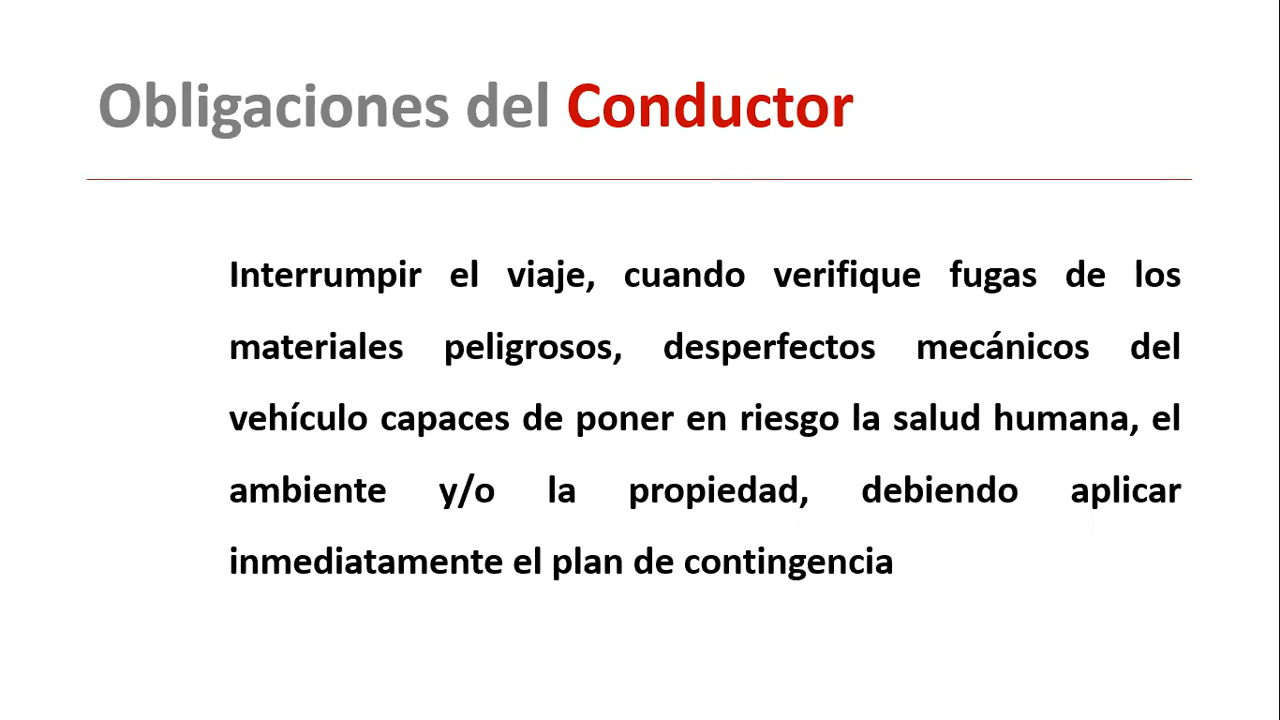 Obligaciones del Conductor
Interrumpir el viaje, cuando verifique fugas de los
materiales peligrosos, desperfectos mecánicos del
vehículo capaces de poner en riesgo la salud humana, el
ambiente y/o la propiedad, debiendo aplicar
inmediatamente el plan de contingencia